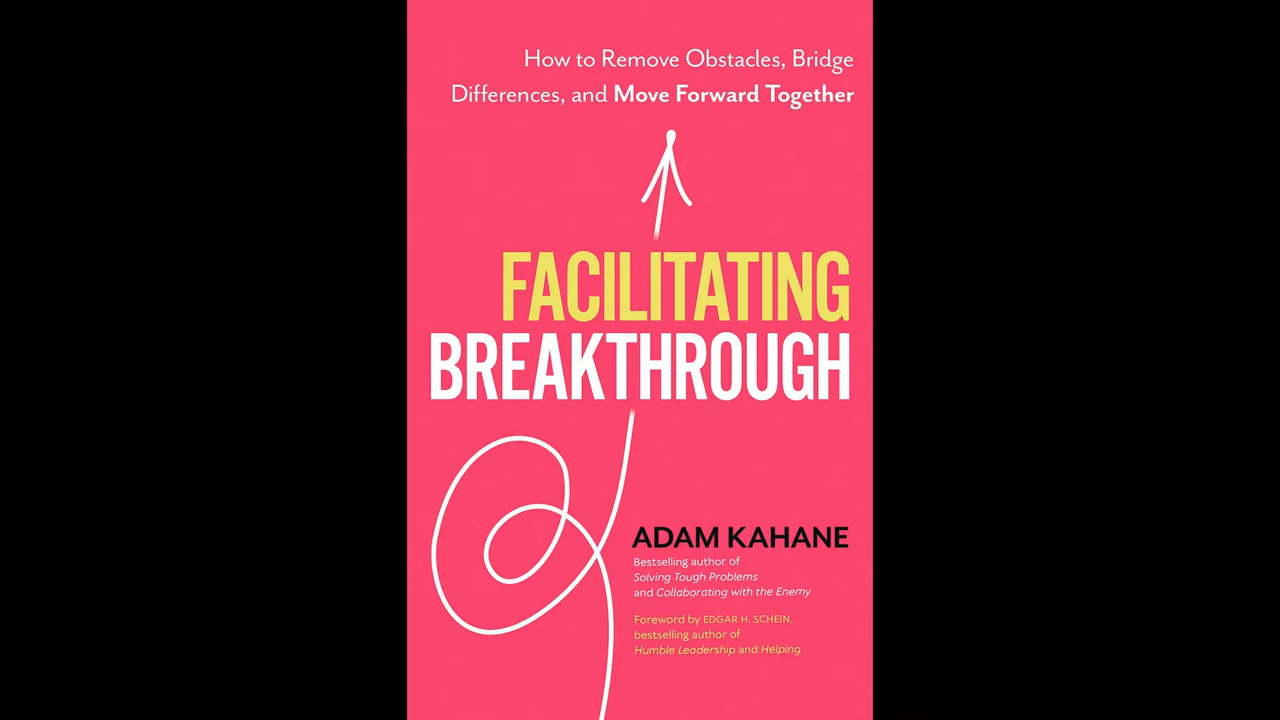 How to Remove Obstacles, Bridge
Differences, and Move Forward Together
FACILITATING
BREAKTHROUGH
ADAM KAHANE
Bestselling author of
Solving Tough Problems
and Collaborating with the Enemy
Foreword by EDGAR H. SCHEIN,
bestselling author of
Humble Leadership and Helping